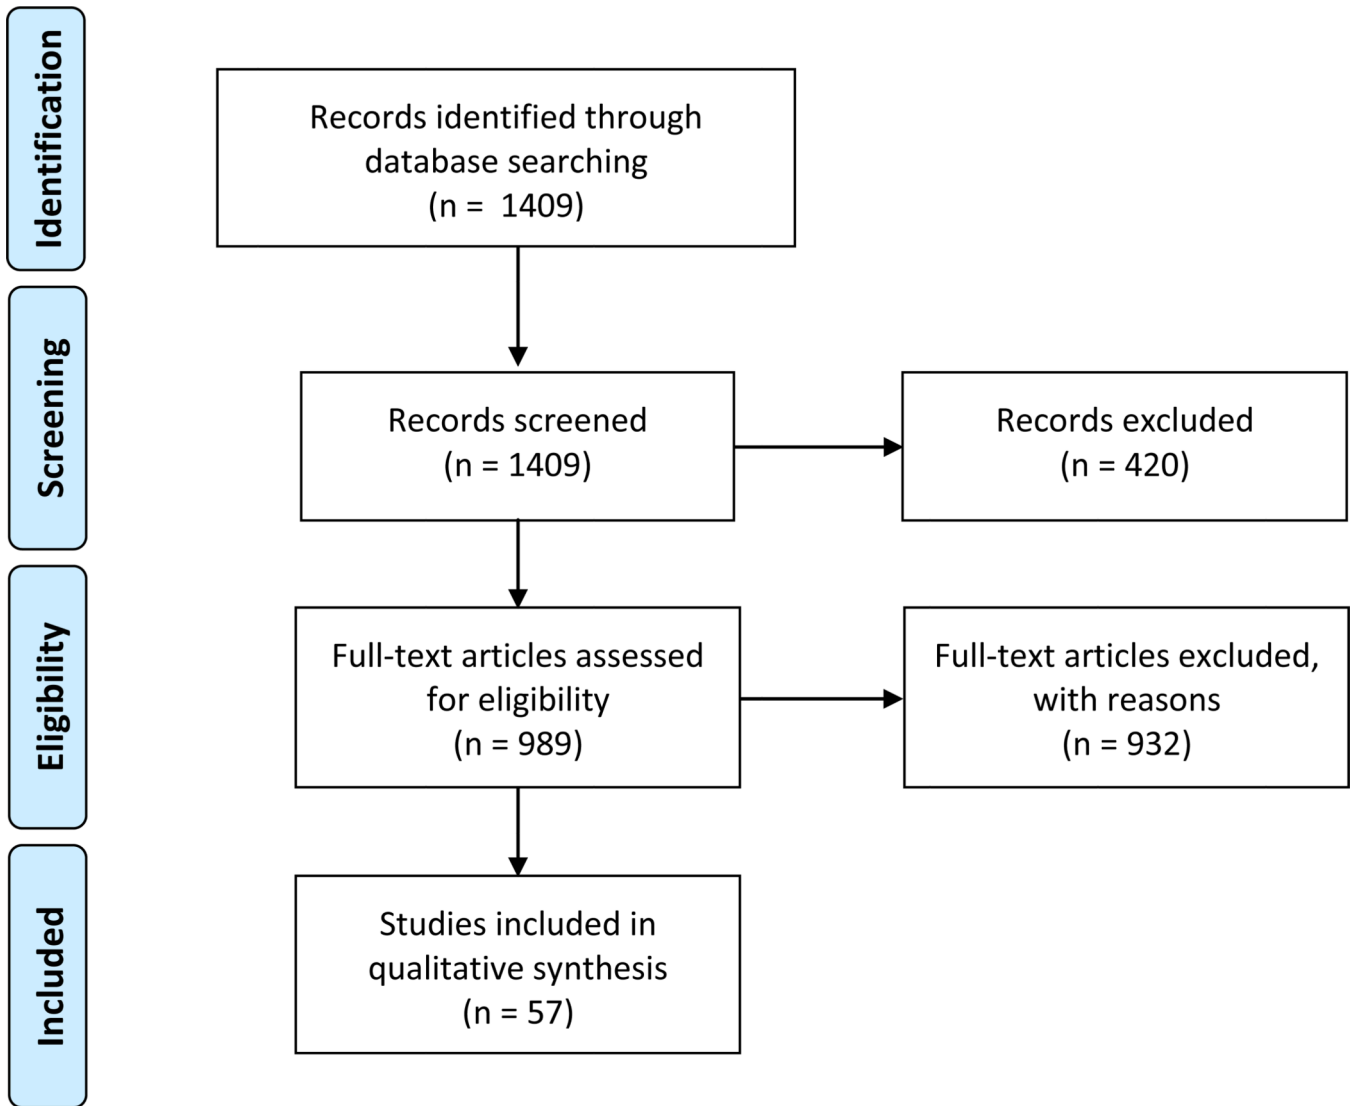 Identification
Records identified through
database searching
(n =  1409)
Screening
Records screened
(n = 1409)
Records excluded
(n = 420)
Eligibility
Full-text articles assessed
for eligibility
(n = 989)
Full-text articles excluded,
with reasons
(n = 932)
Included
Studies included in
qualitative synthesis
(n = 57)